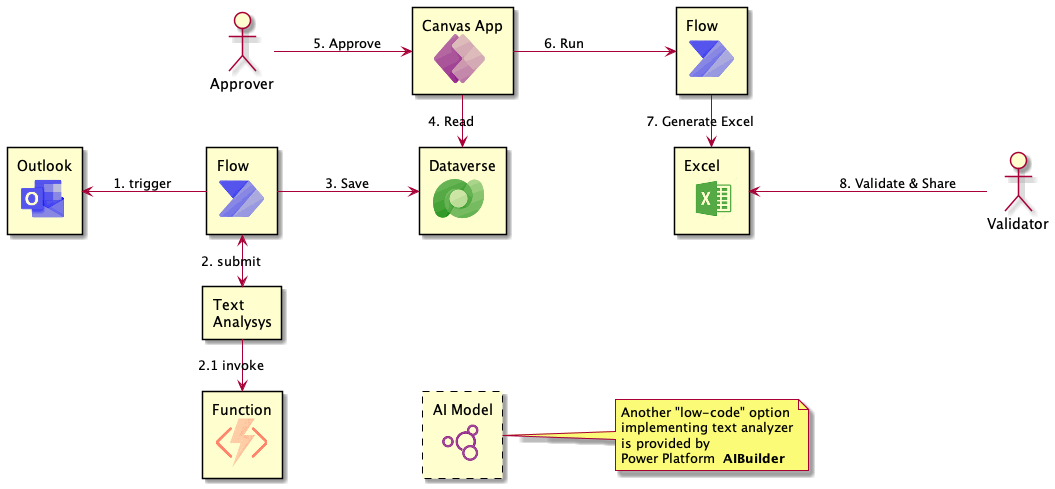 Canvas App
Flow
5. Approve
6. Run
Approver
4. Read
7. Generate Excel
Outlook
Flow
Dataverse
Excel
1. trigger
3. Save
8. Validate & Share
O
X
Validator
2. submit
Text
Analysys
2.1 invoke
Function
AI Model
Another "low-code" option
implementing text analyzer
is provided by
Power Platform AIBuilder